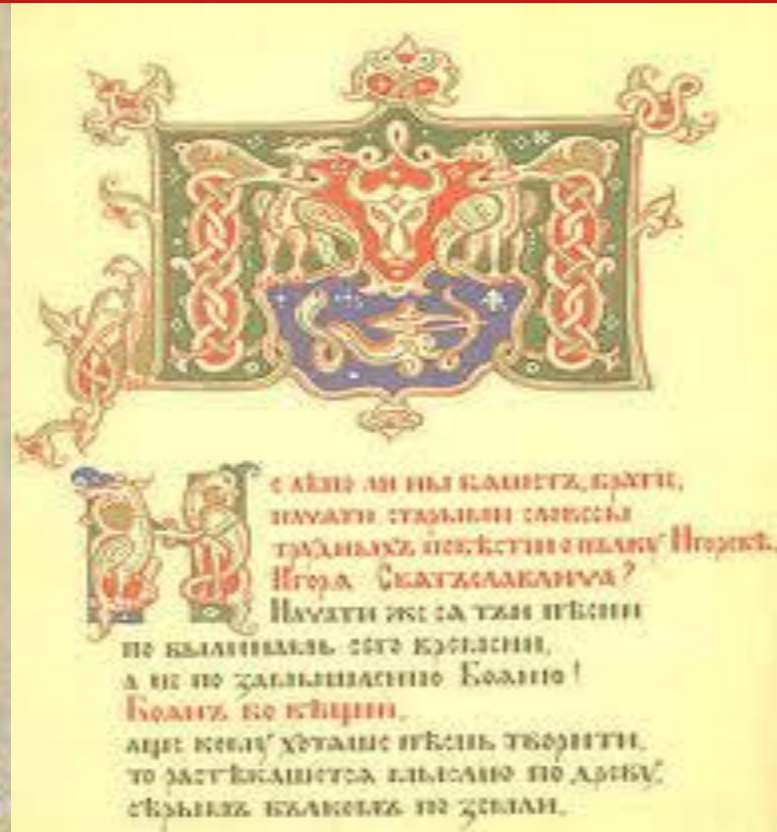 Не лѣпо ли ны бяшетъ, братіе,
начати старыми словесы
трудныхъ повѣстии о пълку Игоревѣ,
Игоря Святъславлича?
Начати же ся тъи пѣсни
по былинамь сего времени,
а не по замышлению Бояню!
Боянъ бо вѣщии,
аще кому хотяше пѣснь творити,
то растѣкашется мыслию по древу,
сѣрымъ вълкомъ по земли,